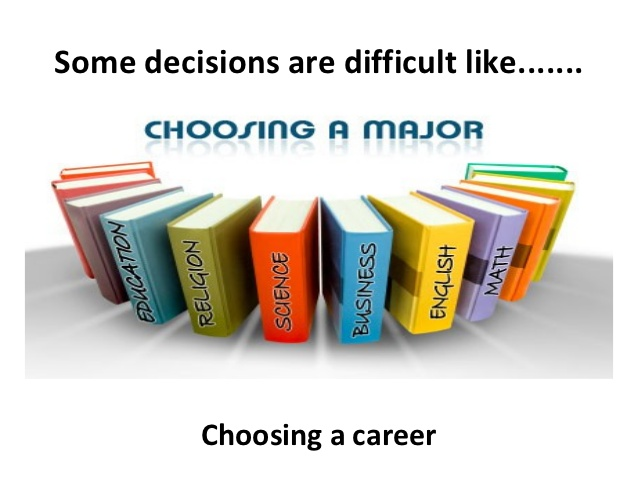 Some decisions are difficult like.......
CHOOSING A MAJOR
EDUCATION
RELIGION
SCIENCE
BUSINESS
ENGLISH
MATH
Choosing a career